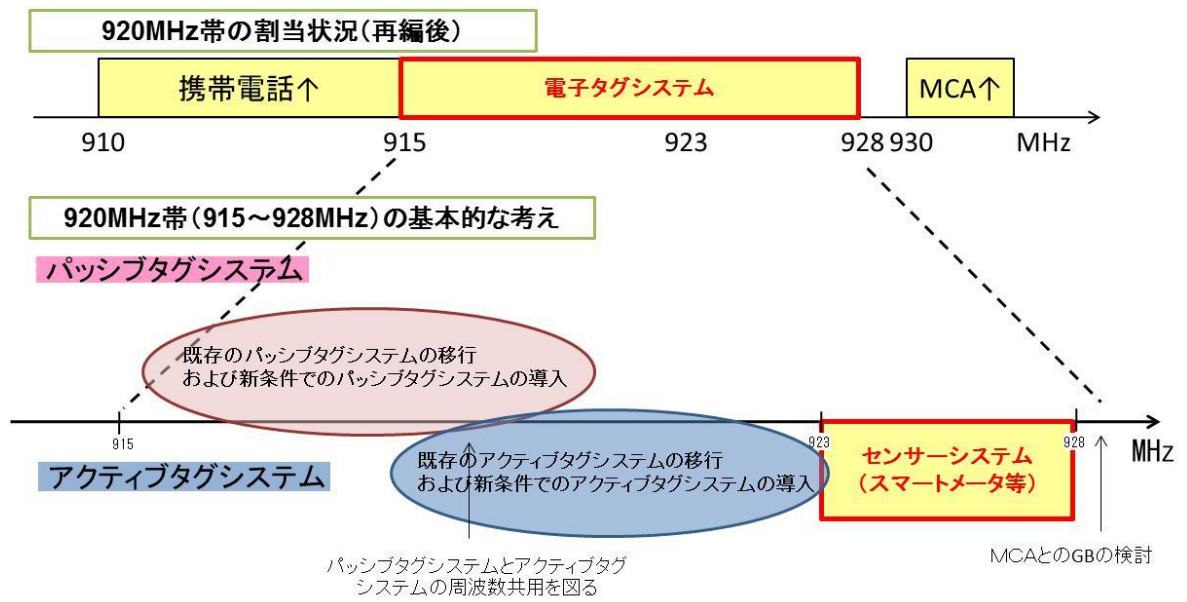 920MHz帯の割当状況(再編後)
携帯電話↑
電子タグシステム
MCA↑
910
915
923
928
930
MHz
920MHz帯(915～928MHz)の基本的な考え
パッシブタグシステム
既存のパッシブタグシステムの移行
および新条件でのパッシブタグシステムの導入
915
923
928
MHz
アクティブタグシステム
既存のアクティブタグシステムの移行
および新条件でのアクティブタグシステムの導入
センサーシステム
(スマートメータ等)
パッシブタグシステムとアクティブタグ
システムの周波数共用を図る
MCAとのGBの検討